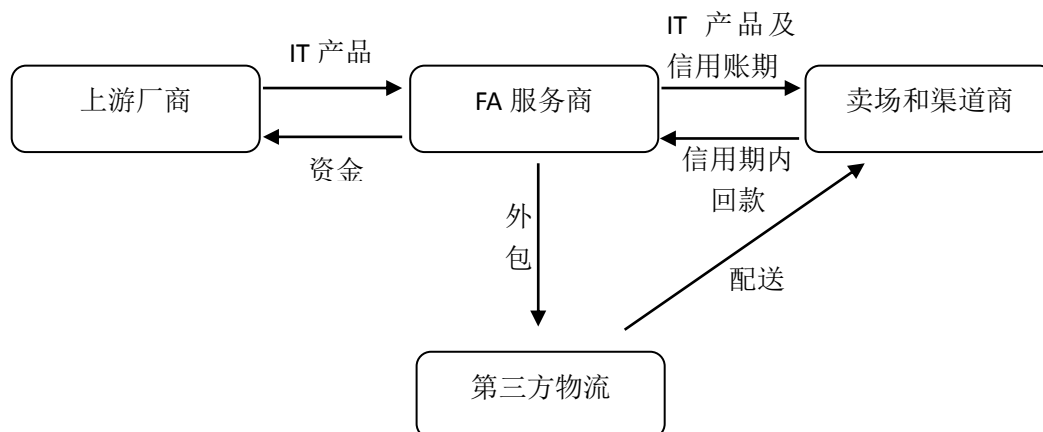 IT 产品
IT 产品及
信用账期
上游厂商
FA 服务商
卖场和渠道商
资金
信用期内
回款
外
包
配送
第三方物流